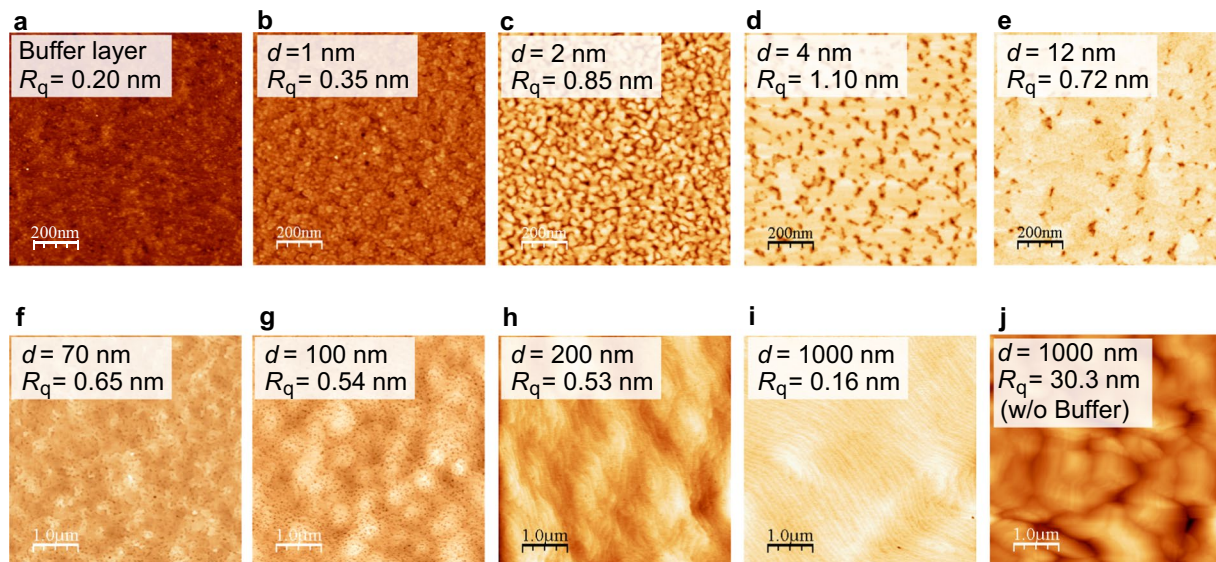 a
Buffer layer
Rq = 0.20 nm
200nm
b
d = 1 nm
Rq = 0.35 nm
200nm
c
d = 2 nm
Rq = 0.85 nm
200nm
d
d = 4 nm
Rq = 1.10 nm
200nm
e
d = 12 nm
Rq = 0.72 nm
200nm
f
d = 70 nm
Rq = 0.65 nm
1.0µm
g
d = 100 nm
Rq = 0.54 nm
1.0µm
h
d = 200 nm
Rq = 0.53 nm
1.0µm
i
d = 1000 nm
Rq = 0.16 nm
1.0µm
j
d = 1000 nm
Rq = 30.3 nm
(w/o Buffer)
1.0µm